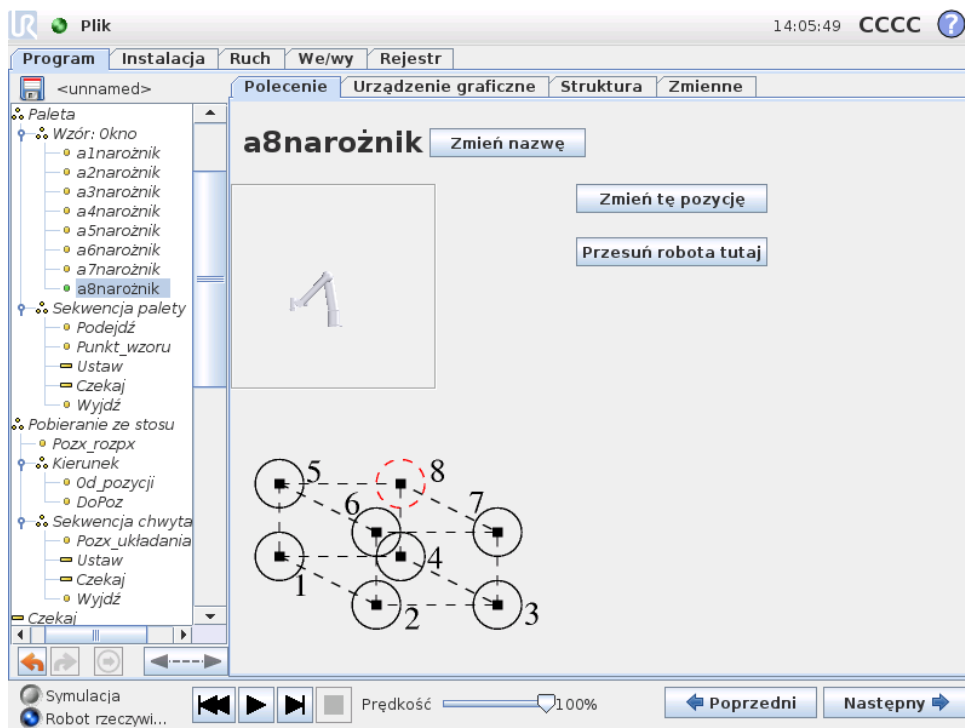 UR Plik 14:05:49 CCCC ?
Program Instalacja Ruch We/wy Rejestr
<unnamed>
Polecenie Urządzenie graficzne Struktura Zmienne
Paleta
Wzór: Okno
a1narożnik
a2narożnik
a3narożnik
a4narożnik
a5narożnik
a6narożnik
a7narożnik
a8narożnik
Sekwencja palety
Podejdź
Punkt_wzoru
Ustaw
Czekaj
Wyjdź
Pobieranie ze stosu
Pozx_rozpx
Kierunek
Od_pozycji
DoPoz
Sekwencja chwyta
Pozx_układania
Ustaw
Czekaj
Wyjdź
Czekaj
a8narożnik Zmień nazwę
Zmień tę pozycję
Przesuń robota tutaj
5 8
6 7
1 4
2 3
Symulacja
Robot rzeczywi...
Prędkość 100%
Poprzedni Następny